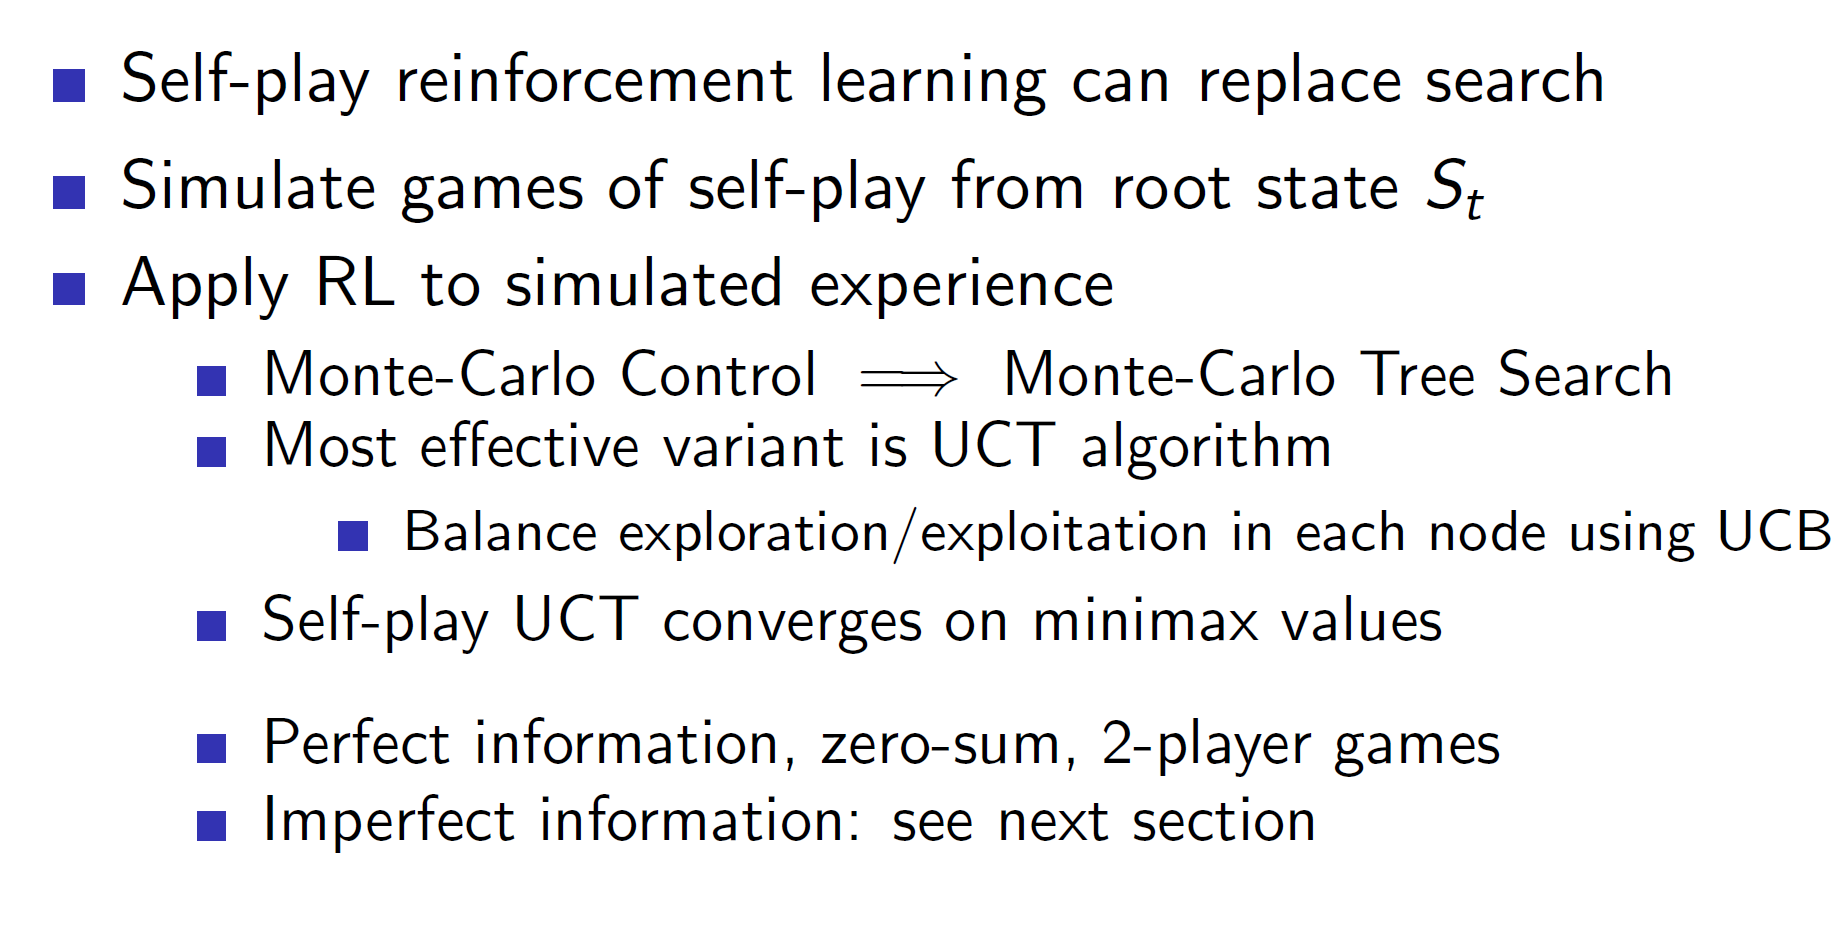 Self-play reinforcement learning can replace search
Simulate games of self-play from root state S_t
Apply RL to simulated experience
Monte-Carlo Control ⟹ Monte-Carlo Tree Search
Most effective variant is UCT algorithm
Balance exploration/exploitation in each node using UCB
Self-play UCT converges on minimax values
Perfect information, zero-sum, 2-player games
Imperfect information: see next section